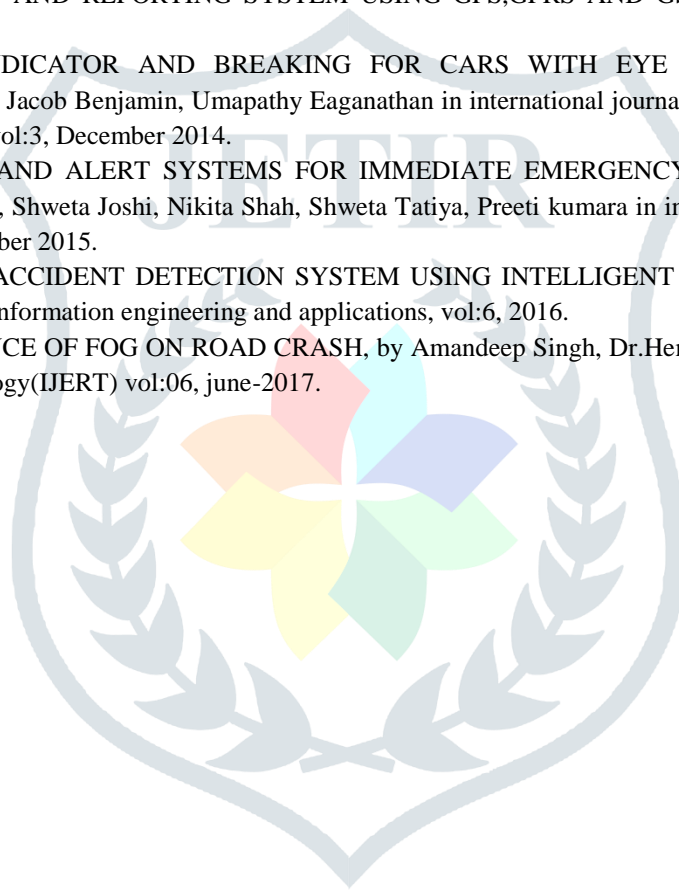 AND REPORTING SYSTEM USING GPS,GPRS AND
DICATOR AND BREAKING FOR CARS WITH EYE
Jacob Benjamin, Umapathy Eaganathan in international journa
vol:3, December 2014.
AND ALERT SYSTEMS FOR IMMEDIATE EMERGENCY
, Shweta Joshi, Nikita Shah, Shweta Tatiya, Preeti kumara in in
ber 2015.
ACCIDENT DETECTION SYSTEM USING INTELLIGENT
nformation engineering and applications, vol:6, 2016.
NCE OF FOG ON ROAD CRASH, by Amandeep Singh, Dr.Her
ogy(IJERT) vol:06, june-2017.
JETIR